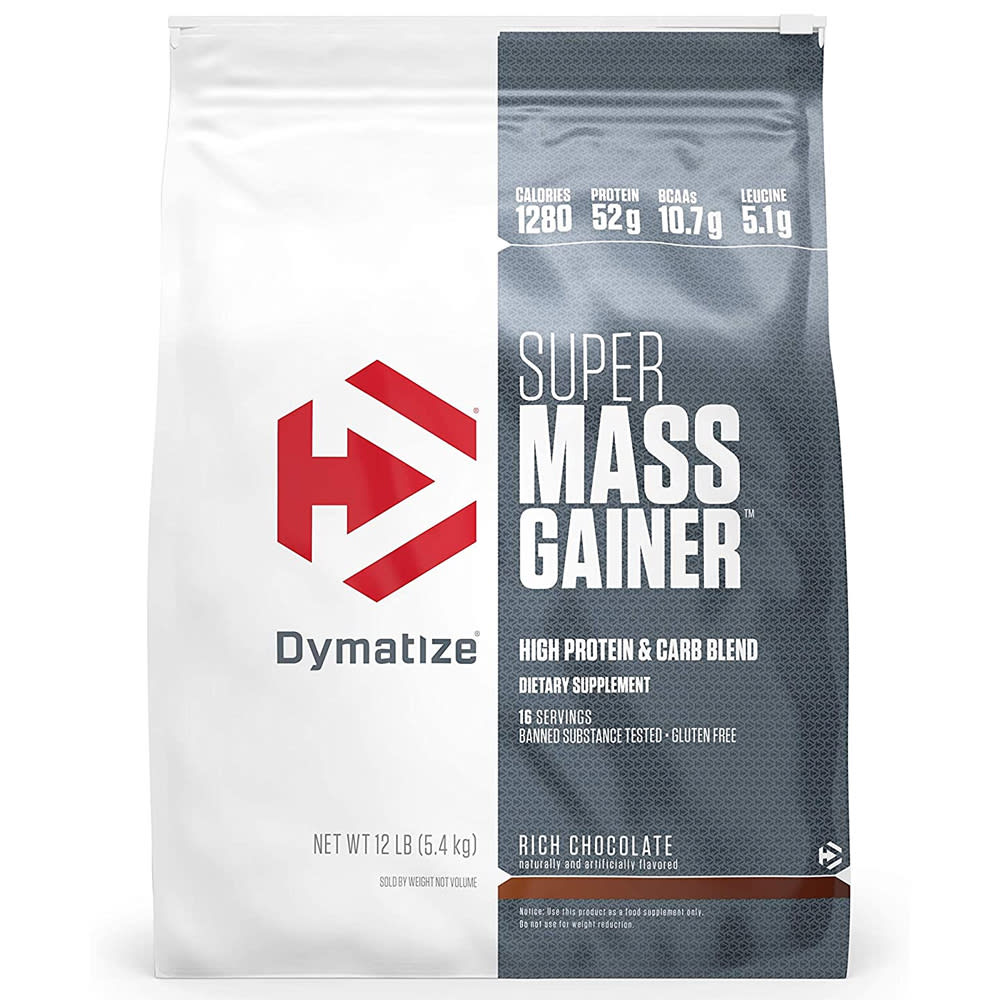 CALORIES PROTEIN BCAAs LEUCINE
1280 52g 10.7g 5.1g
SUPER
MASS
GAINER™
Dymatize®
HIGH PROTEIN & CARB BLEND
DIETARY SUPPLEMENT
16 SERVINGS
BANNED SUBSTANCE TESTED • GLUTEN FREE
NET WT 12 LB (5.4 kg)
SOLD BY WEIGHT NOT VOLUME
RICH CHOCOLATE
naturally and artificially flavored
Notice: Use this product as a food supplement only.
Do not use for weight reduction.